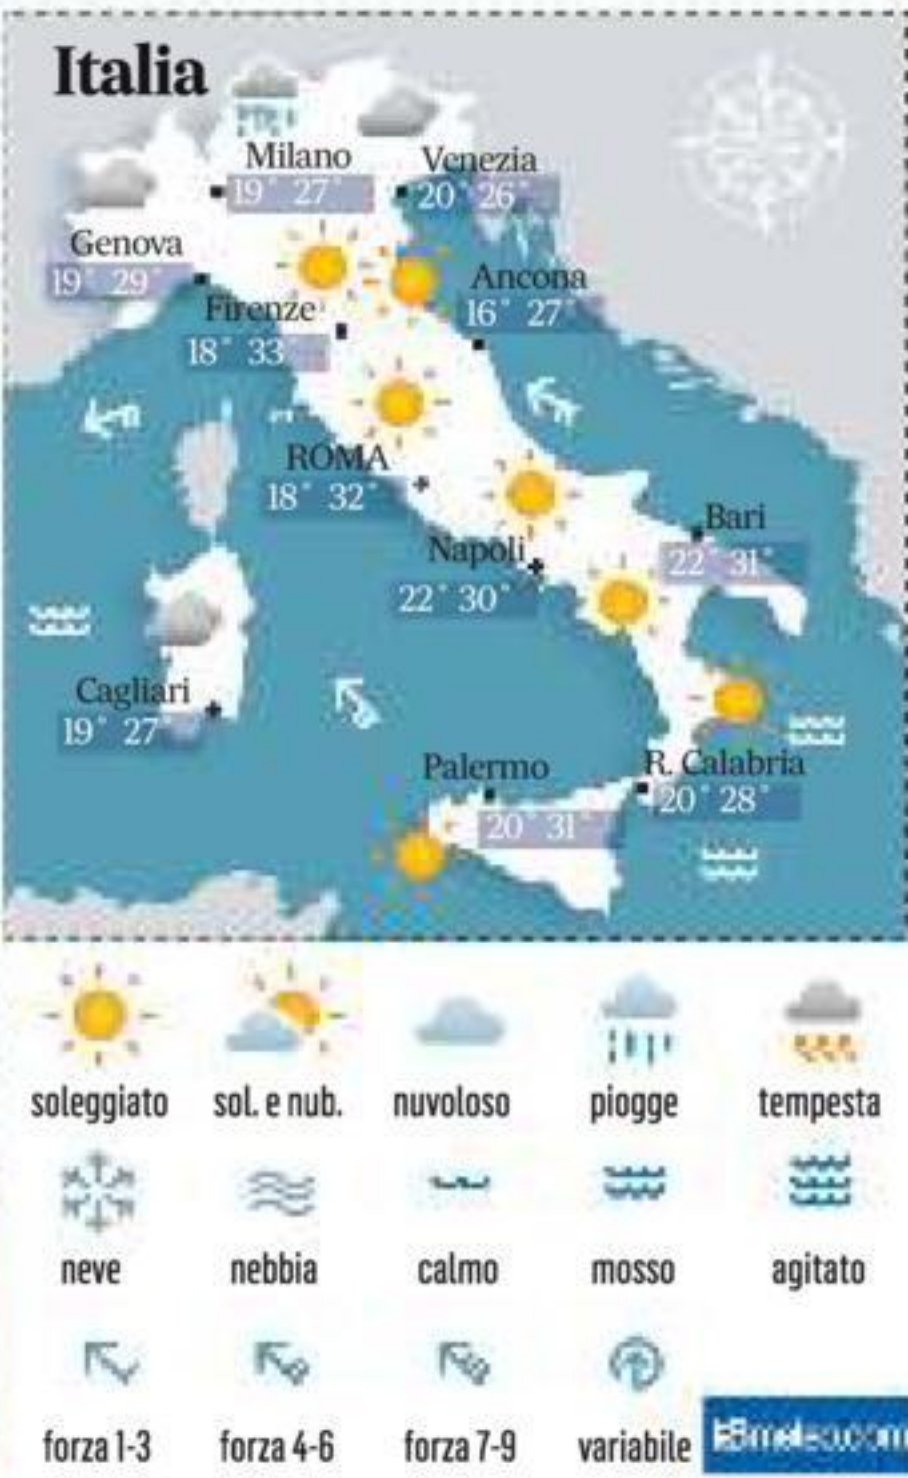 Italia
Milano
19° 27°
Venezia
20° 26°
Genova
19° 29°
Firenze
18° 33
Ancona
16° 27°
ROMA
18° 32°
Napoli
22° 30°
Bari
22° 31°
Cagliari
19° 27°
Palermo
20° 31°
R. Calabria
20° 28°
soleggiato sol. e nub. nuvoloso piogge tempesta
neve nebbia calmo mosso agitato
forza 1-3 forza 4-6 forza 7-9 variabile